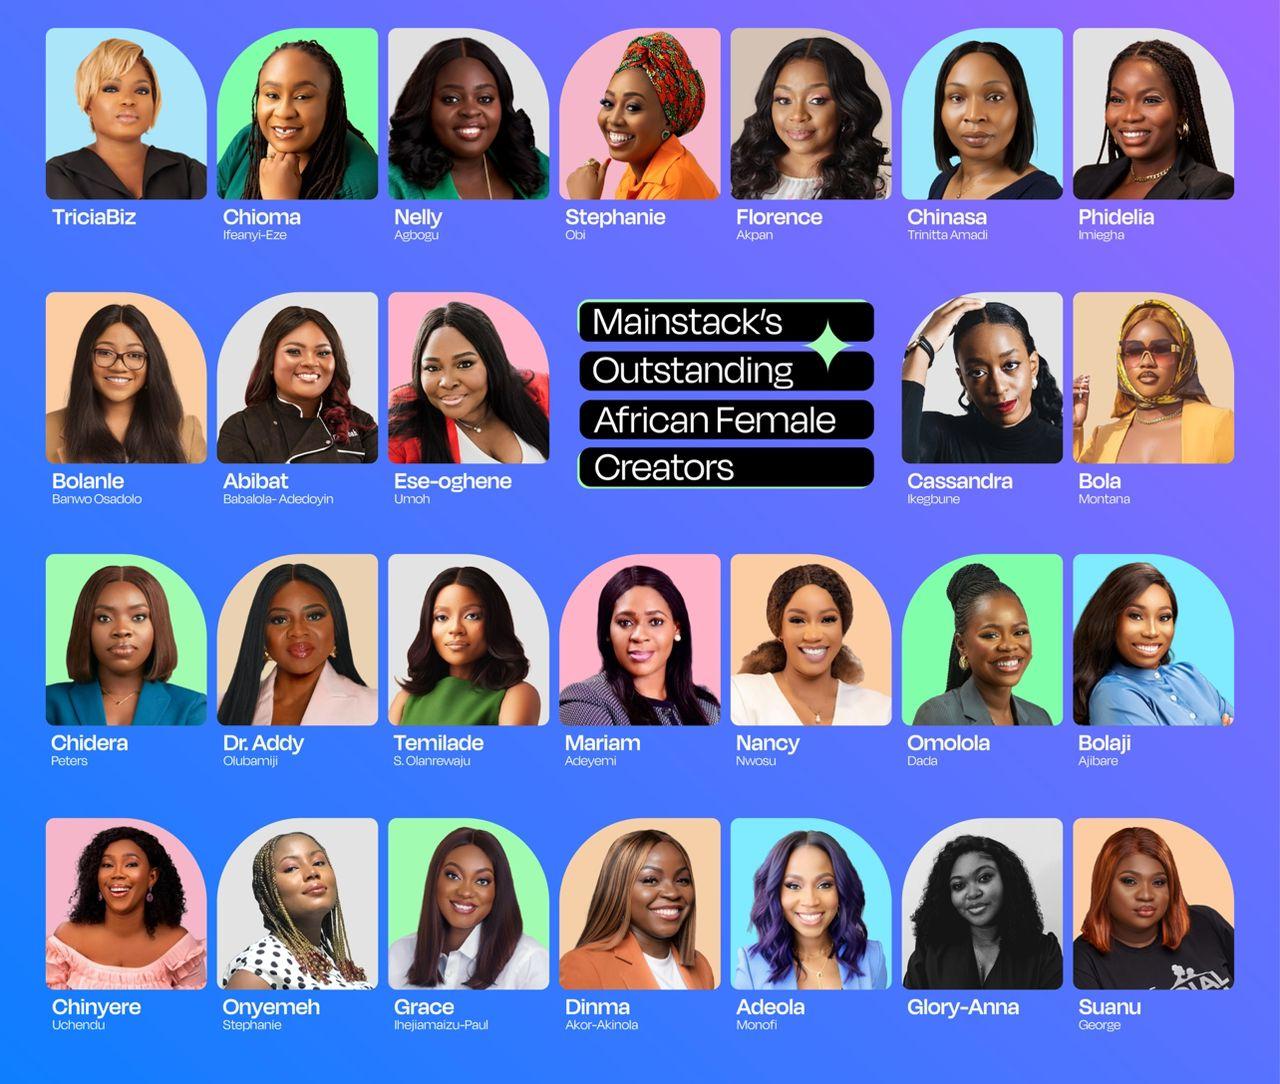 TriciaBiz
Chioma
Ifeanyi-Eze
Nelly
Agbogu
Stephanie
Obi
Florence
Akpan
Chinasa
Trinitta Amadi
Phidelia
Imiegha
Bolanle
Banwo Osadolo
Abibat
Babalola- Adedoyin
Ese-oghene
Umoh
Mainstack's
Outstanding
African Female
Creators
Cassandra
Ikegbune
Bola
Montana
Chidera
Peters
Dr. Addy
Olubamiji
Temilade
S. Olanrewaju
Mariam
Adeyemi
Nancy
Nwosu
Omolola
Dada
Bolaji
Ajibare
Chinyere
Uchendu
Onyemeh
Stephanie
Grace
Ihejiamaizu-Paul
Dinma
Akor-Akinola
Adeola
Monofi
Glory-Anna
Suanu
George